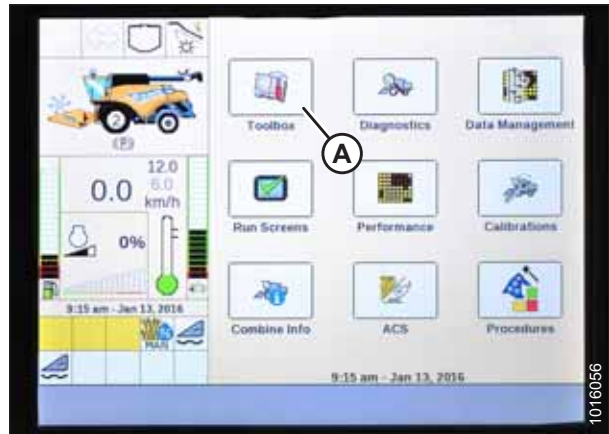 2
(P)
12.0
0.0 6.0
km/h
0%
9:15 am - Jan 13, 2016
MAN
Toolbox
Diagnostics
Data Management
A
Run Screens
Performance
Calibrations
Combine Info
ACS
Procedures
9:15 am - Jan 13, 2016
1016056